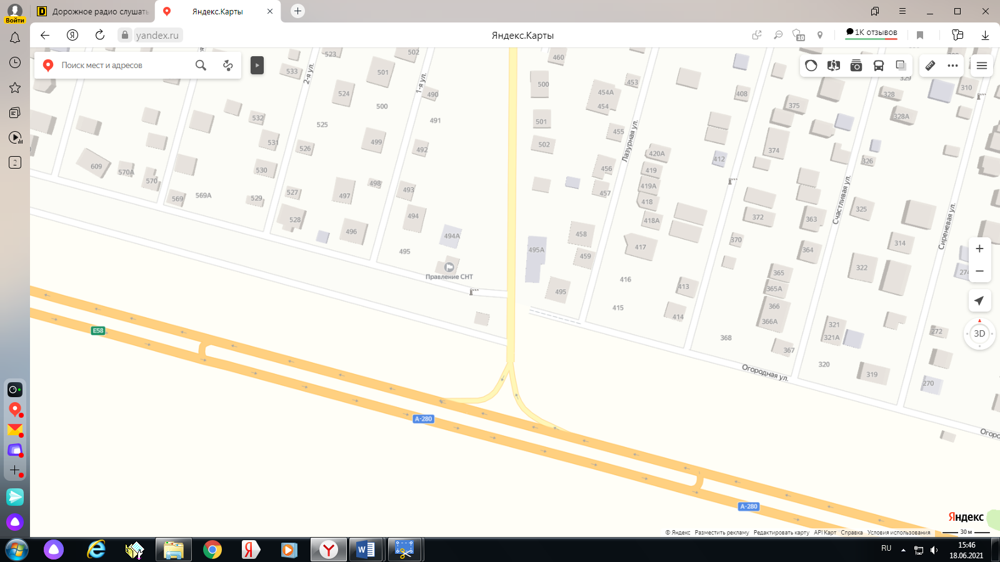 Войти
Дорожное радио слушать
Яндекс.Карты
yandex.ru
Яндекс.Карты
10
1K отзывов
2
Поиск мест и адресов
523
502
460
533
501
2-я ул.
1-я ул.
500
453
454А
454
408
329
328
310
375
328А
524
490
500
491
532
525
501
455
531
526
499
492
502
Лазурная ул.
420А
412
374
326
609
570А
570
530
498
456
419
419А
457
418
418А
569
569А
529
527
497
493
528
494
496
494А
495
458
495А
459
417
372
363
325
Счастливая ул.
Сиреневая ул.
370
364
314
322
274
Правление СНТ
416
413
365
365А
366
366А
495
415
414
368
367
321
321А
272
320
319
270
Огородная ул.
Огоро
3D
E58
А-280
А-280
Яндекс
© Яндекс Разместить рекламу Редактировать карту API Карт Справка Условия использования
30 м
RU
15:46
18.06.2021